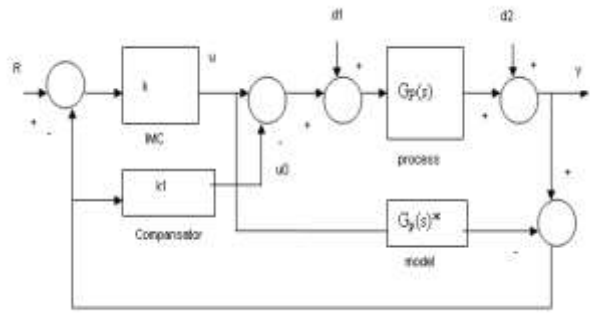 d1
d2
R
u
k
Gp(s)
y
+
+
+
+
+
-
-
IMC
process
+
u0
k1
Compansator
Gp(s)*
-
model